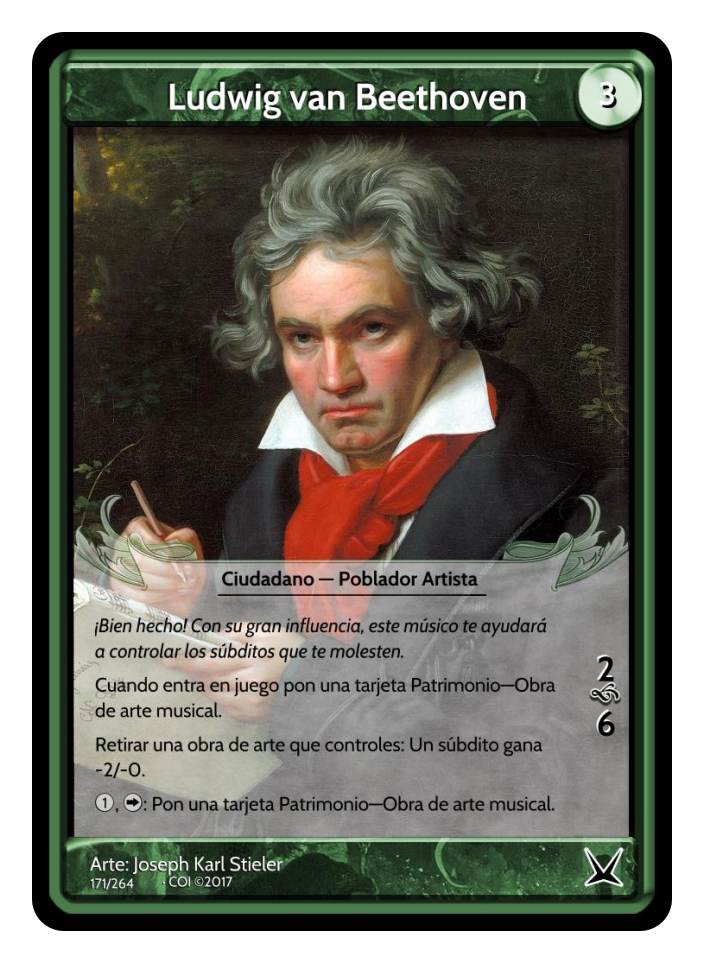 Ludwig van Beethoven
3
Ciudadano — Poblador Artista
¡Bien hecho! Con su gran influencia, este músico te ayudará
a controlar los súbditos que te molesten.
Cuando entra en juego pon una tarjeta Patrimonio—Obra
de arte musical.
2
6
Retirar una obra de arte que controles: Un súbdito gana
-2/-0.
1, ➡: Pon una tarjeta Patrimonio—Obra de arte musical.
Arte: Joseph Karl Stieler
171/264 · COI ©2017